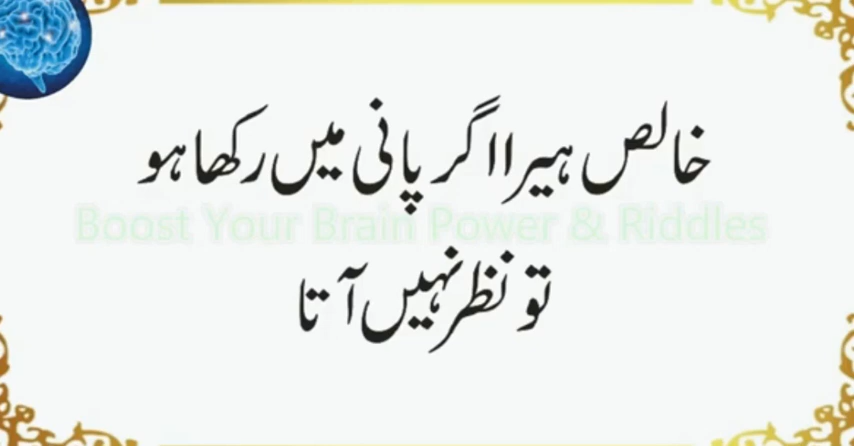 خالص ہیرا اگر پانی میں رکھا ہو
Boost Your Brain Power & Riddles
تو نظر نہیں آتا